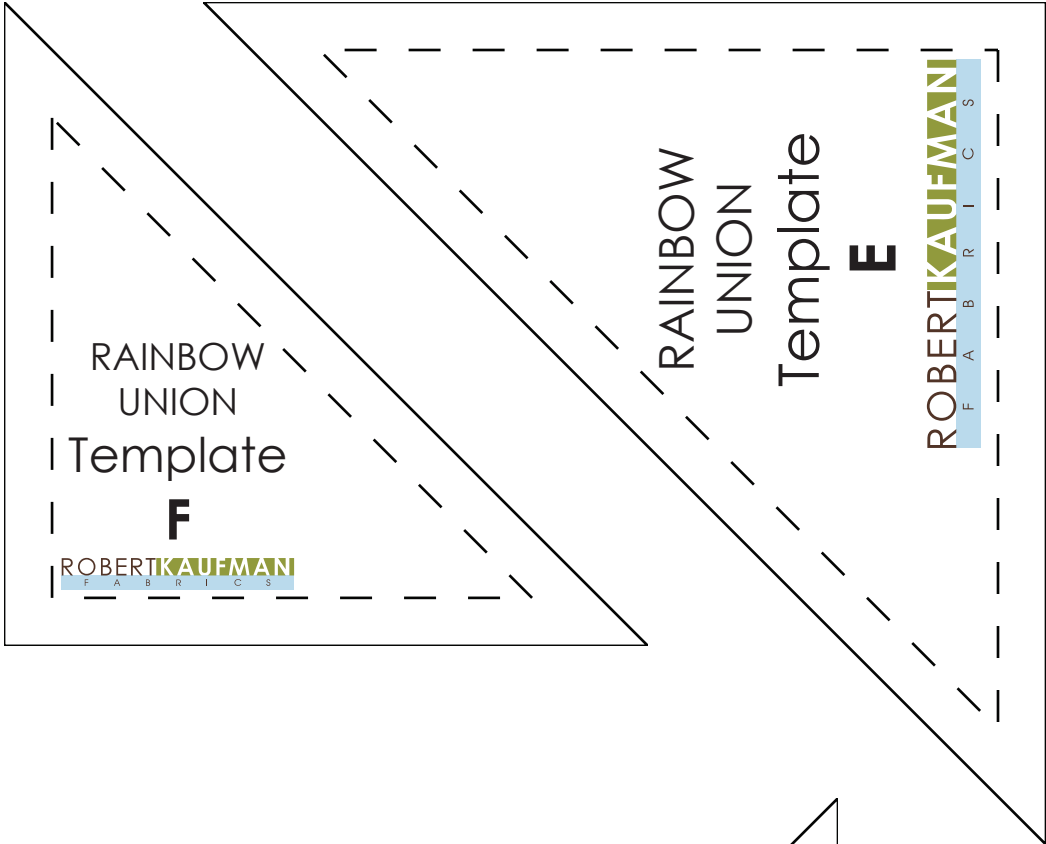 RAINBOW
UNION
Template
F
ROBERTKAUFMAN
FABRICS
RAINBOW
UNION
Template
E
ROBERTKAUFMAN
FABRICS